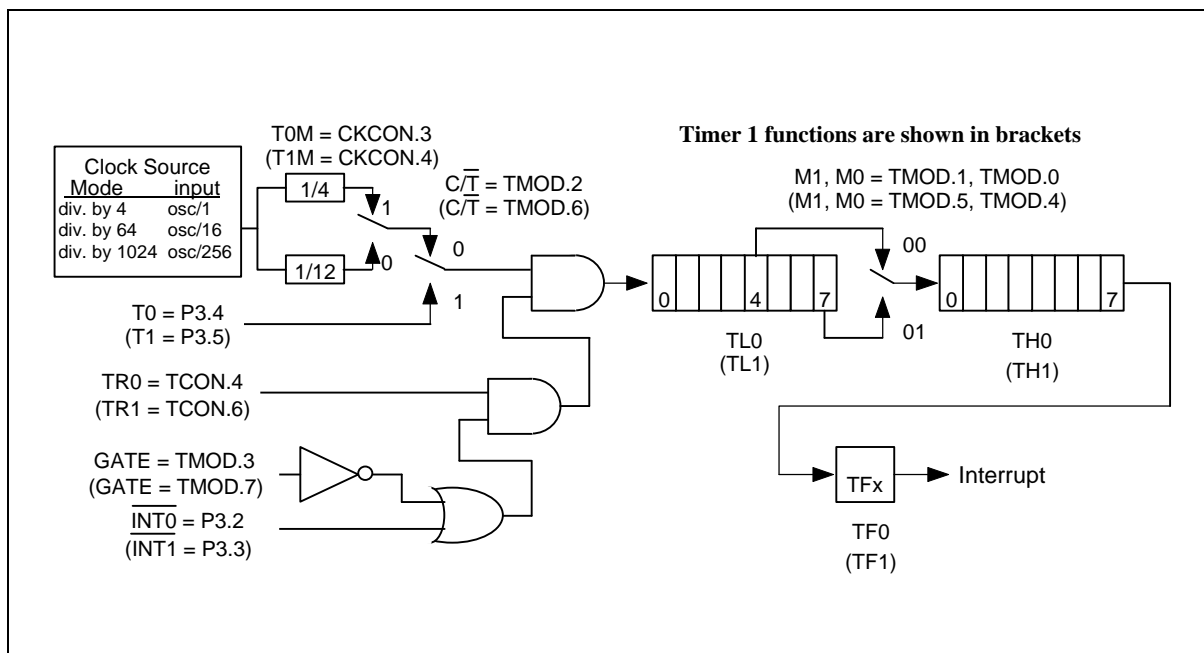 T0M = CKCON.3
(T1M = CKCON.4)
Timer 1 functions are shown in brackets
Clock Source
Mode input
div. by 4 osc/1
div. by 64 osc/16
div. by 1024 osc/256
1/4
1/12
1
0
C/T̅ = TMOD.2
(C/T̅ = TMOD.6)
0
1
M1, M0 = TMOD.1, TMOD.0
(M1, M0 = TMOD.5, TMOD.4)
00
01
0 4 7
TL0
(TL1)
0 7
TH0
(TH1)
T0 = P3.4
(T1 = P3.5)
TR0 = TCON.4
(TR1 = TCON.6)
GATE = TMOD.3
(GATE = TMOD.7)
I̅N̅T̅0̅ = P3.2
(I̅N̅T̅1̅ = P3.3)
TFx
Interrupt
TF0
(TF1)